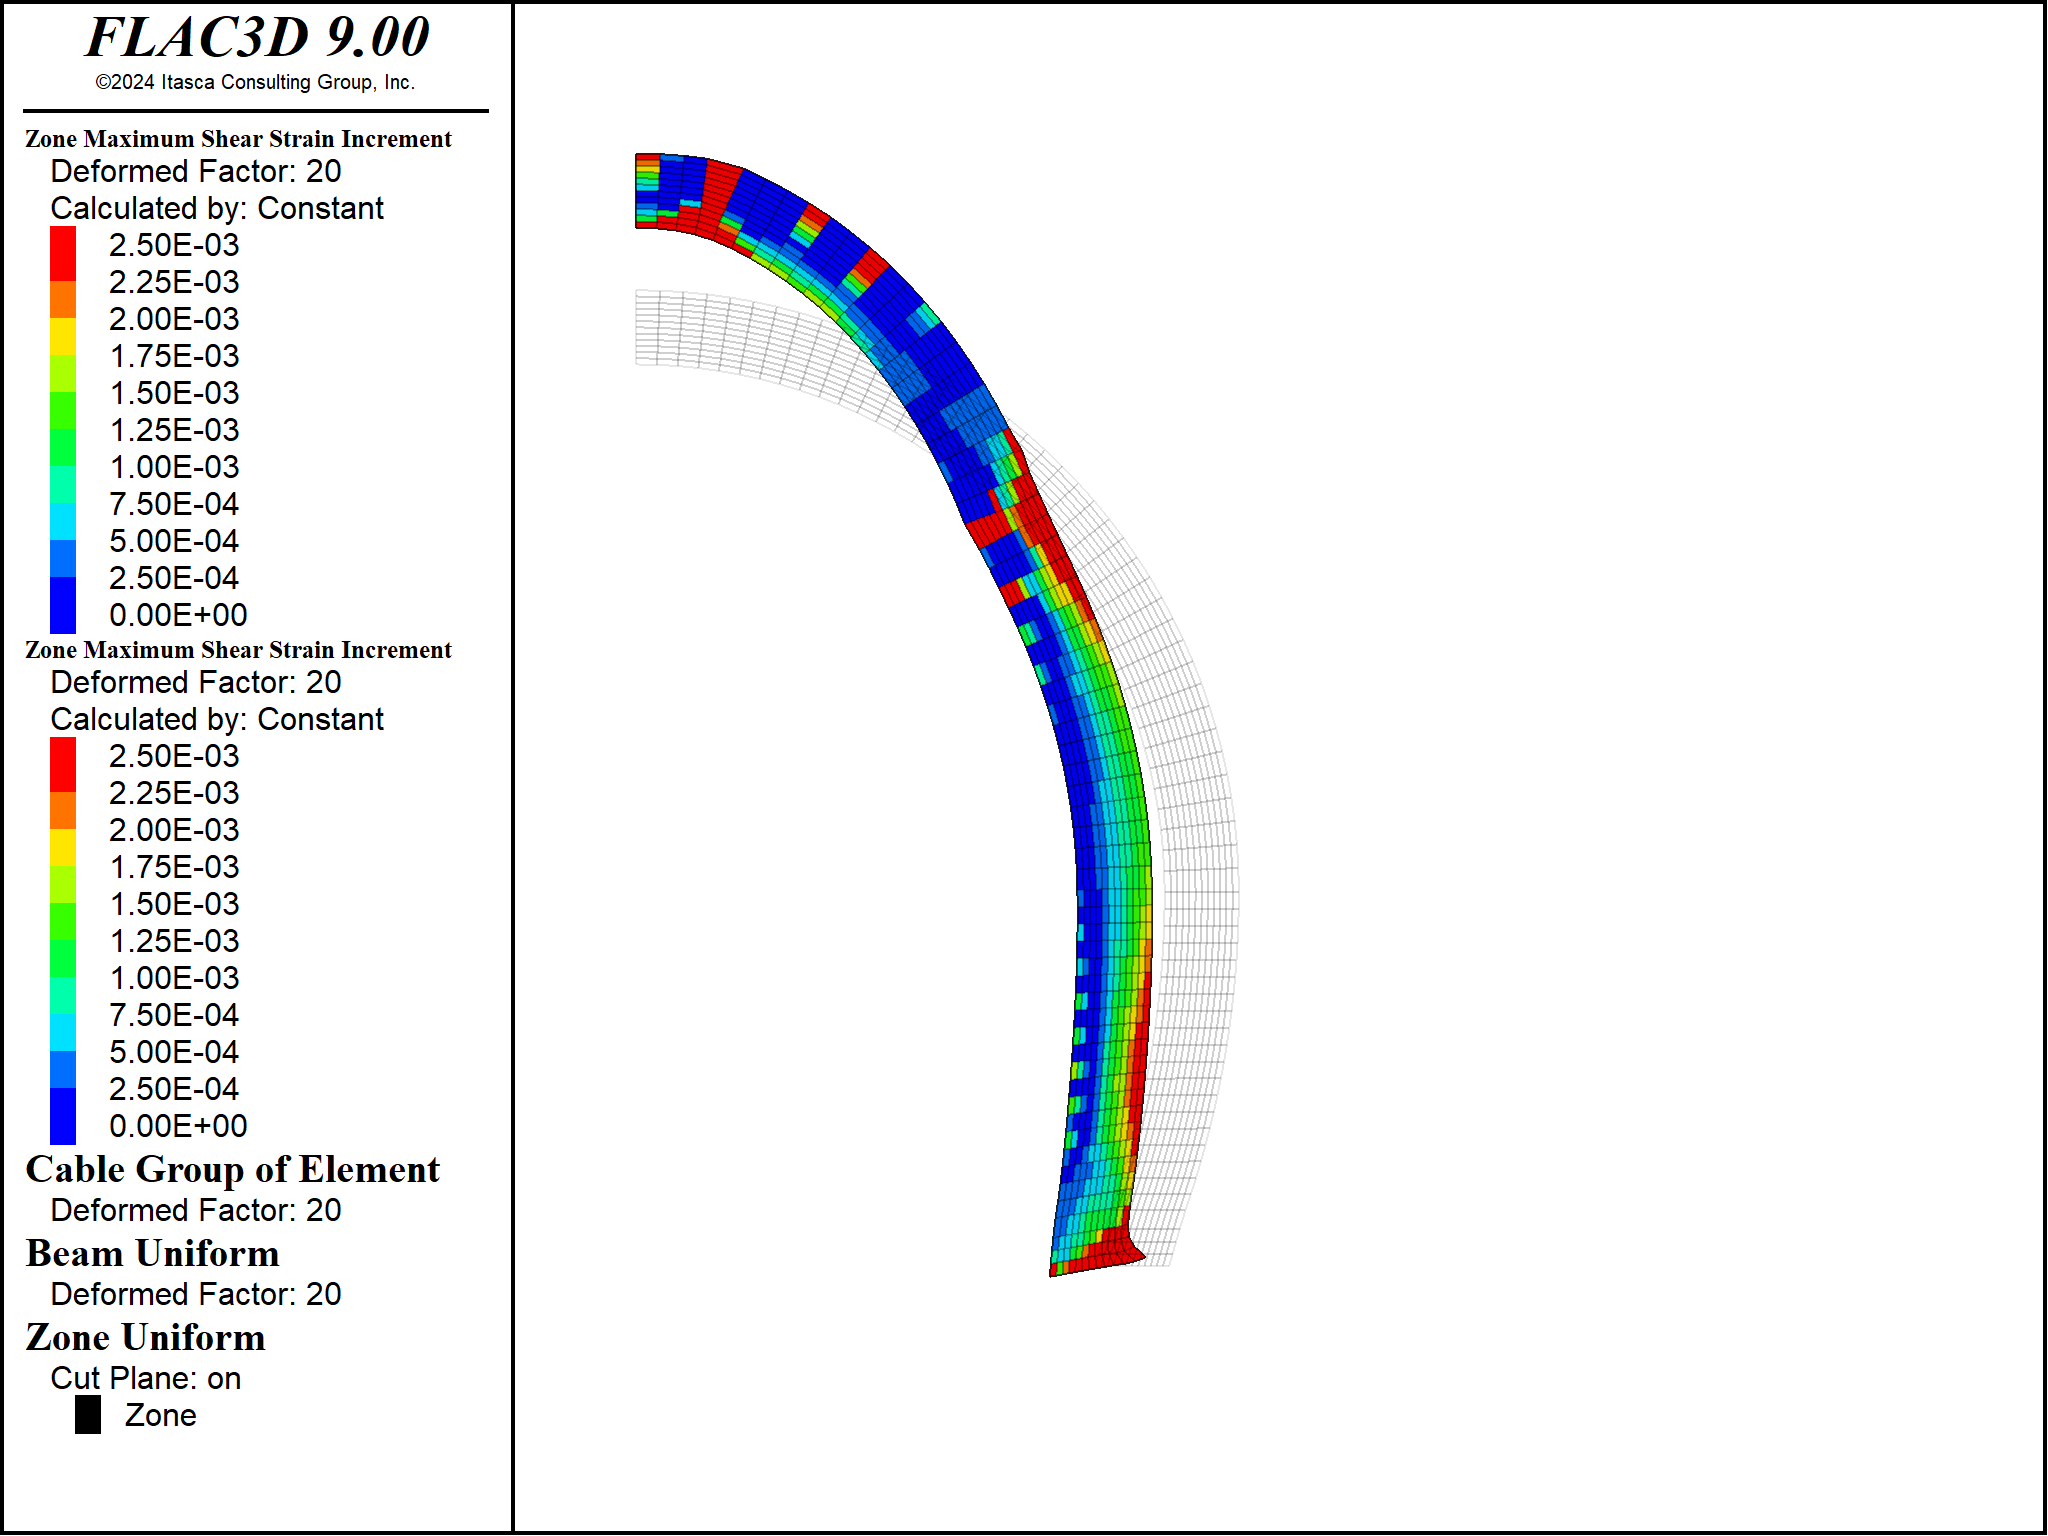 FLAC3D 9.00
©2024 Itasca Consulting Group, Inc.
Zone Maximum Shear Strain Increment
Deformed Factor: 20
Calculated by: Constant
2.50E-03
2.25E-03
2.00E-03
1.75E-03
1.50E-03
1.25E-03
1.00E-03
7.50E-04
5.00E-04
2.50E-04
0.00E+00
Zone Maximum Shear Strain Increment
Deformed Factor: 20
Calculated by: Constant
2.50E-03
2.25E-03
2.00E-03
1.75E-03
1.50E-03
1.25E-03
1.00E-03
7.50E-04
5.00E-04
2.50E-04
0.00E+00
Cable Group of Element
Deformed Factor: 20
Beam Uniform
Deformed Factor: 20
Zone Uniform
Cut Plane: on
Zone